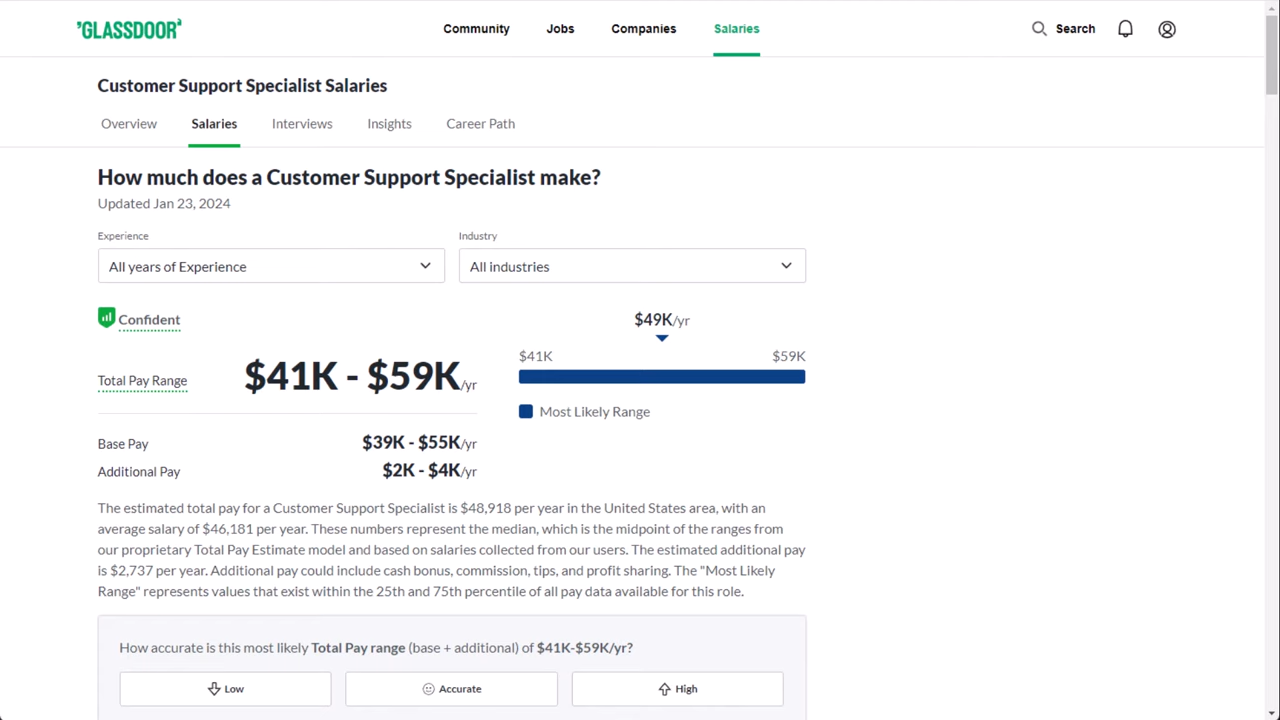 GLASSDOOR
Community Jobs Companies Salaries Search
Customer Support Specialist Salaries
Overview Salaries Interviews Insights Career Path
How much does a Customer Support Specialist make?
Updated Jan 23, 2024
Experience Industry
All years of Experience All industries
Confident $49K/yr
$41K $59K
Total Pay Range $41K - $59K/yr
Most Likely Range
Base Pay $39K - $55K/yr
Additional Pay $2K - $4K/yr
The estimated total pay for a Customer Support Specialist is $48,918 per year in the United States area, with an
average salary of $46,181 per year. These numbers represent the median, which is the midpoint of the ranges from
our proprietary Total Pay Estimate model and based on salaries collected from our users. The estimated additional pay
is $2,737 per year. Additional pay could include cash bonus, commission, tips, and profit sharing. The "Most Likely
Range" represents values that exist within the 25th and 75th percentile of all pay data available for this role.
How accurate is this most likely Total Pay range (base + additional) of $41K-$59K/yr?
Low Accurate High